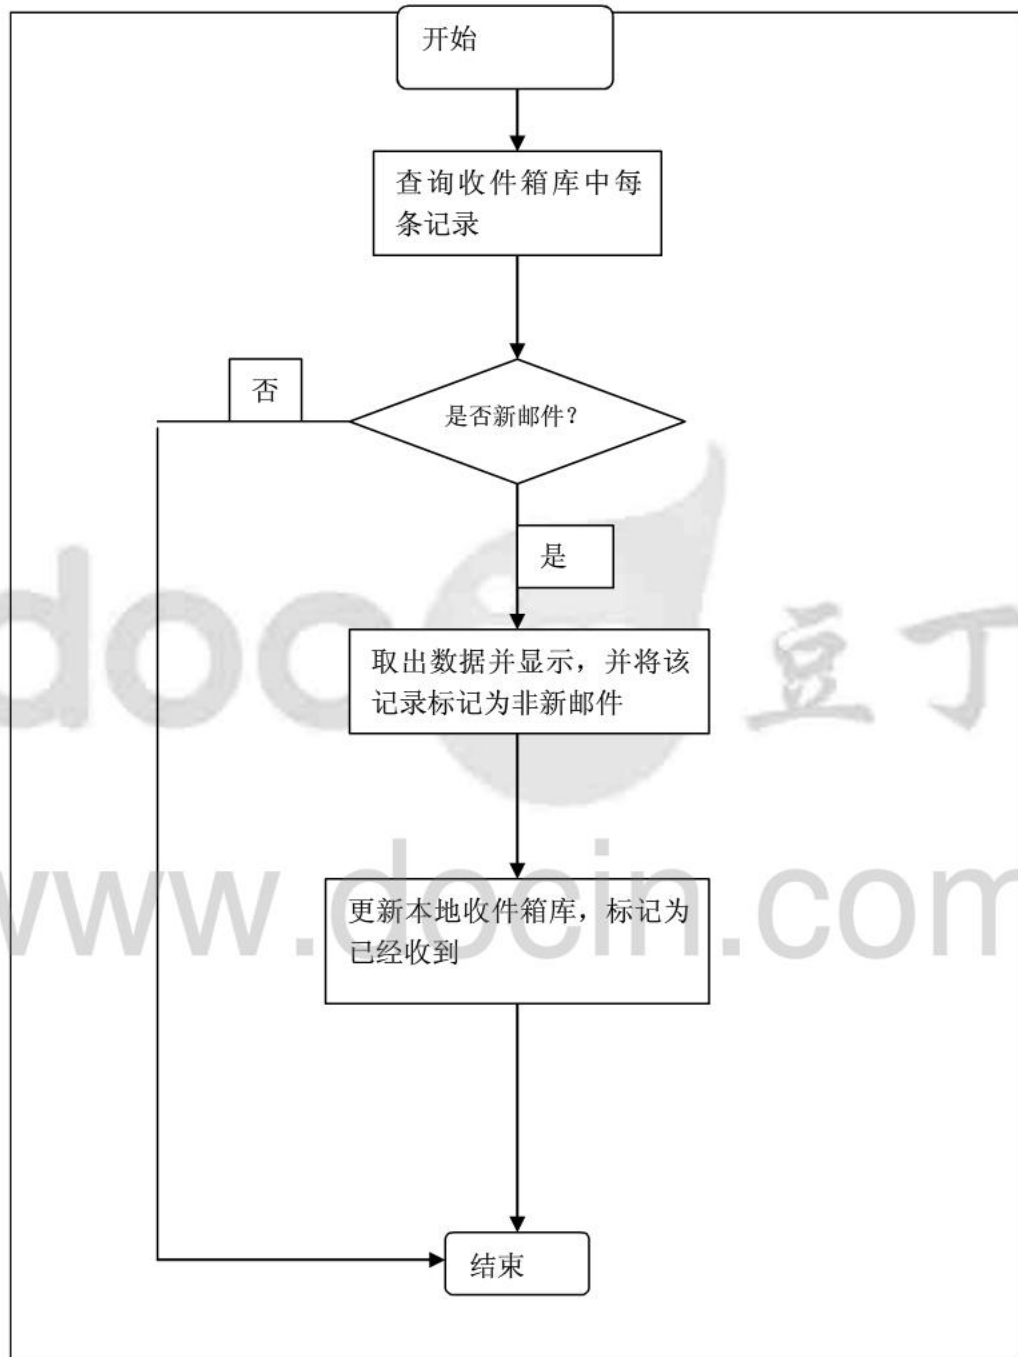 开始
查询收件箱库中每
条记录
否
是否新邮件？
是
取出数据并显示，并将该
记录标记为非新邮件
doc 豆丁
更新本地收件箱库，标记为
已经收到
www.docin.com
结束